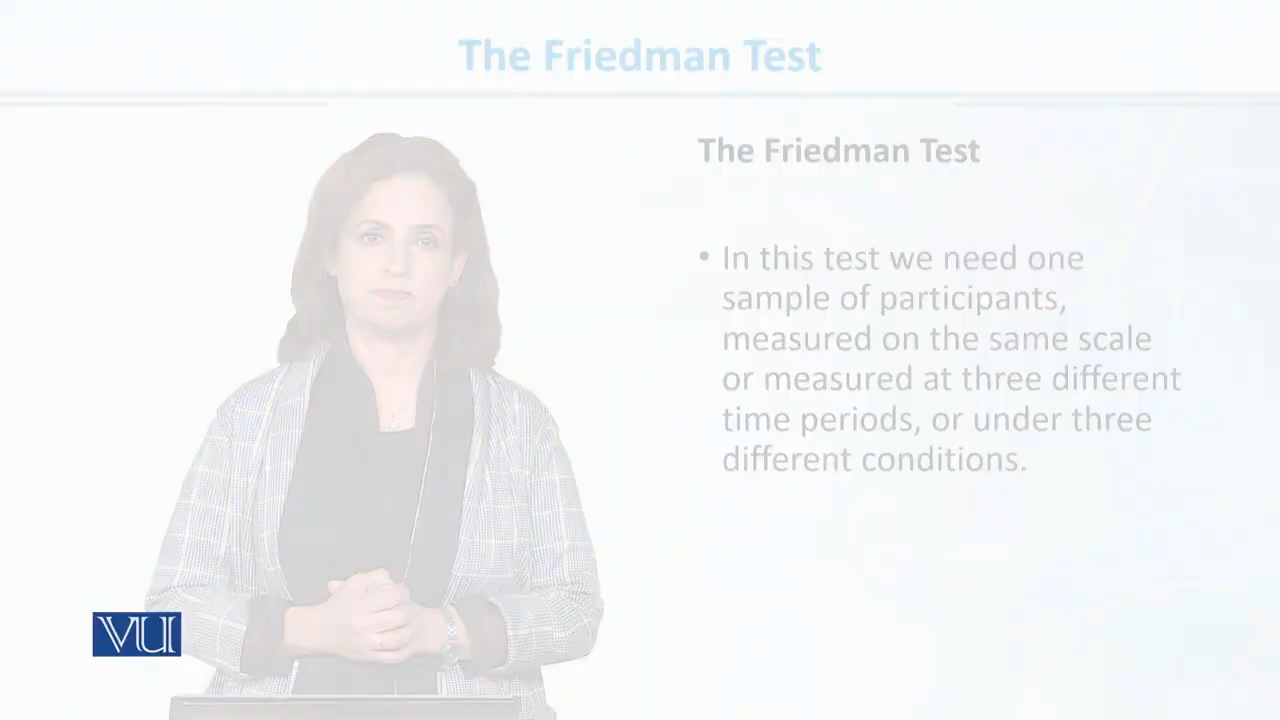 The Friedman Test
The Friedman Test
• In this test we need one
sample of participants,
measured on the same scale
or measured at three different
time periods, or under three
different conditions.
VU